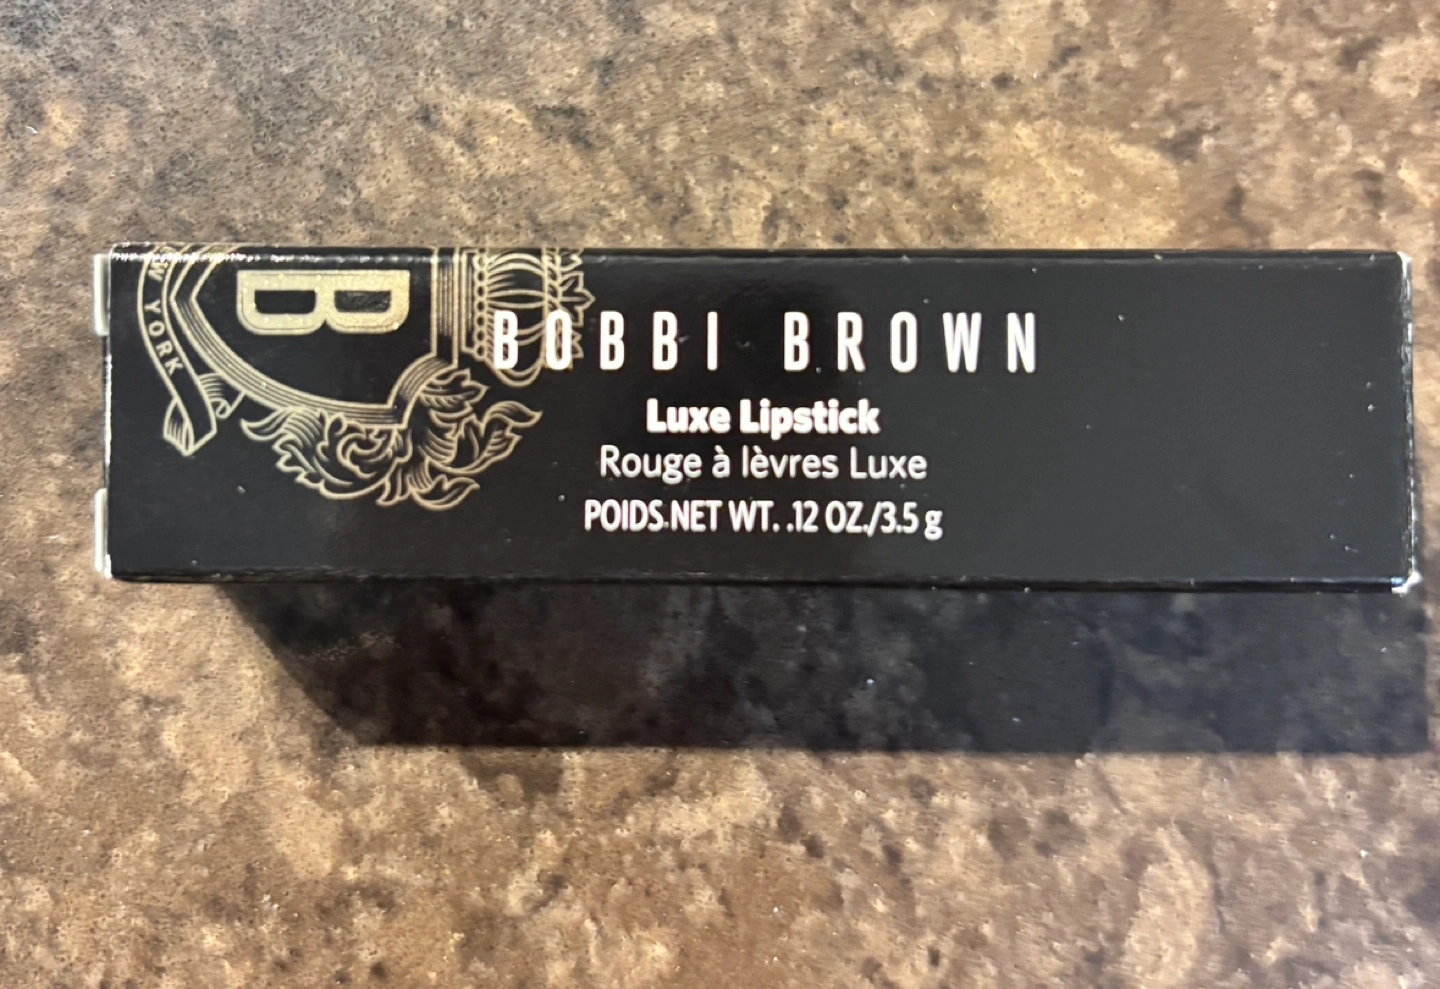 B
W YORK
BOBBI BROWN
Luxe Lipstick
Rouge à lèvres Luxe
POIDS.NET WT. .12 OZ./3.5 g